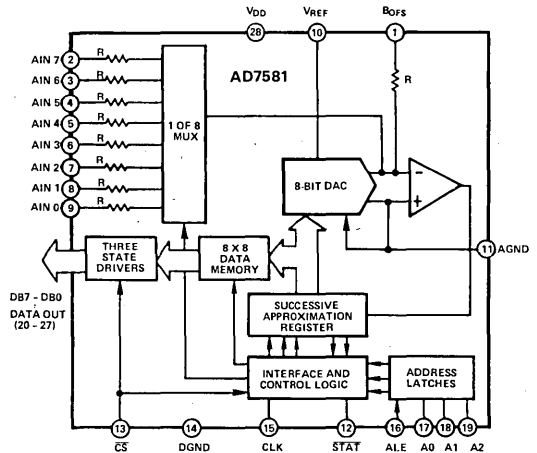 VDD
VREF
BOFS
28
10
1
AD7581
AIN 7 2 R
AIN 6 3 R
AIN 5 4 R
AIN 4 5 R
AIN 3 6 R
AIN 2 7 R
AIN 1 8 R
AIN 0 9 R
1 OF 8
MUX
R
8-BIT DAC
−
+
11 AGND
THREE
STATE
DRIVERS
8 X 8
DATA
MEMORY
DB7 - DB0
DATA OUT
(20 - 27)
SUCCESSIVE
APPROXIMATION
REGISTER
INTERFACE AND
CONTROL LOGIC
ADDRESS
LATCHES
13
14
15
12
16
17
18
19
CS
DGND
CLK
STAT
ALE
A0
A1
A2